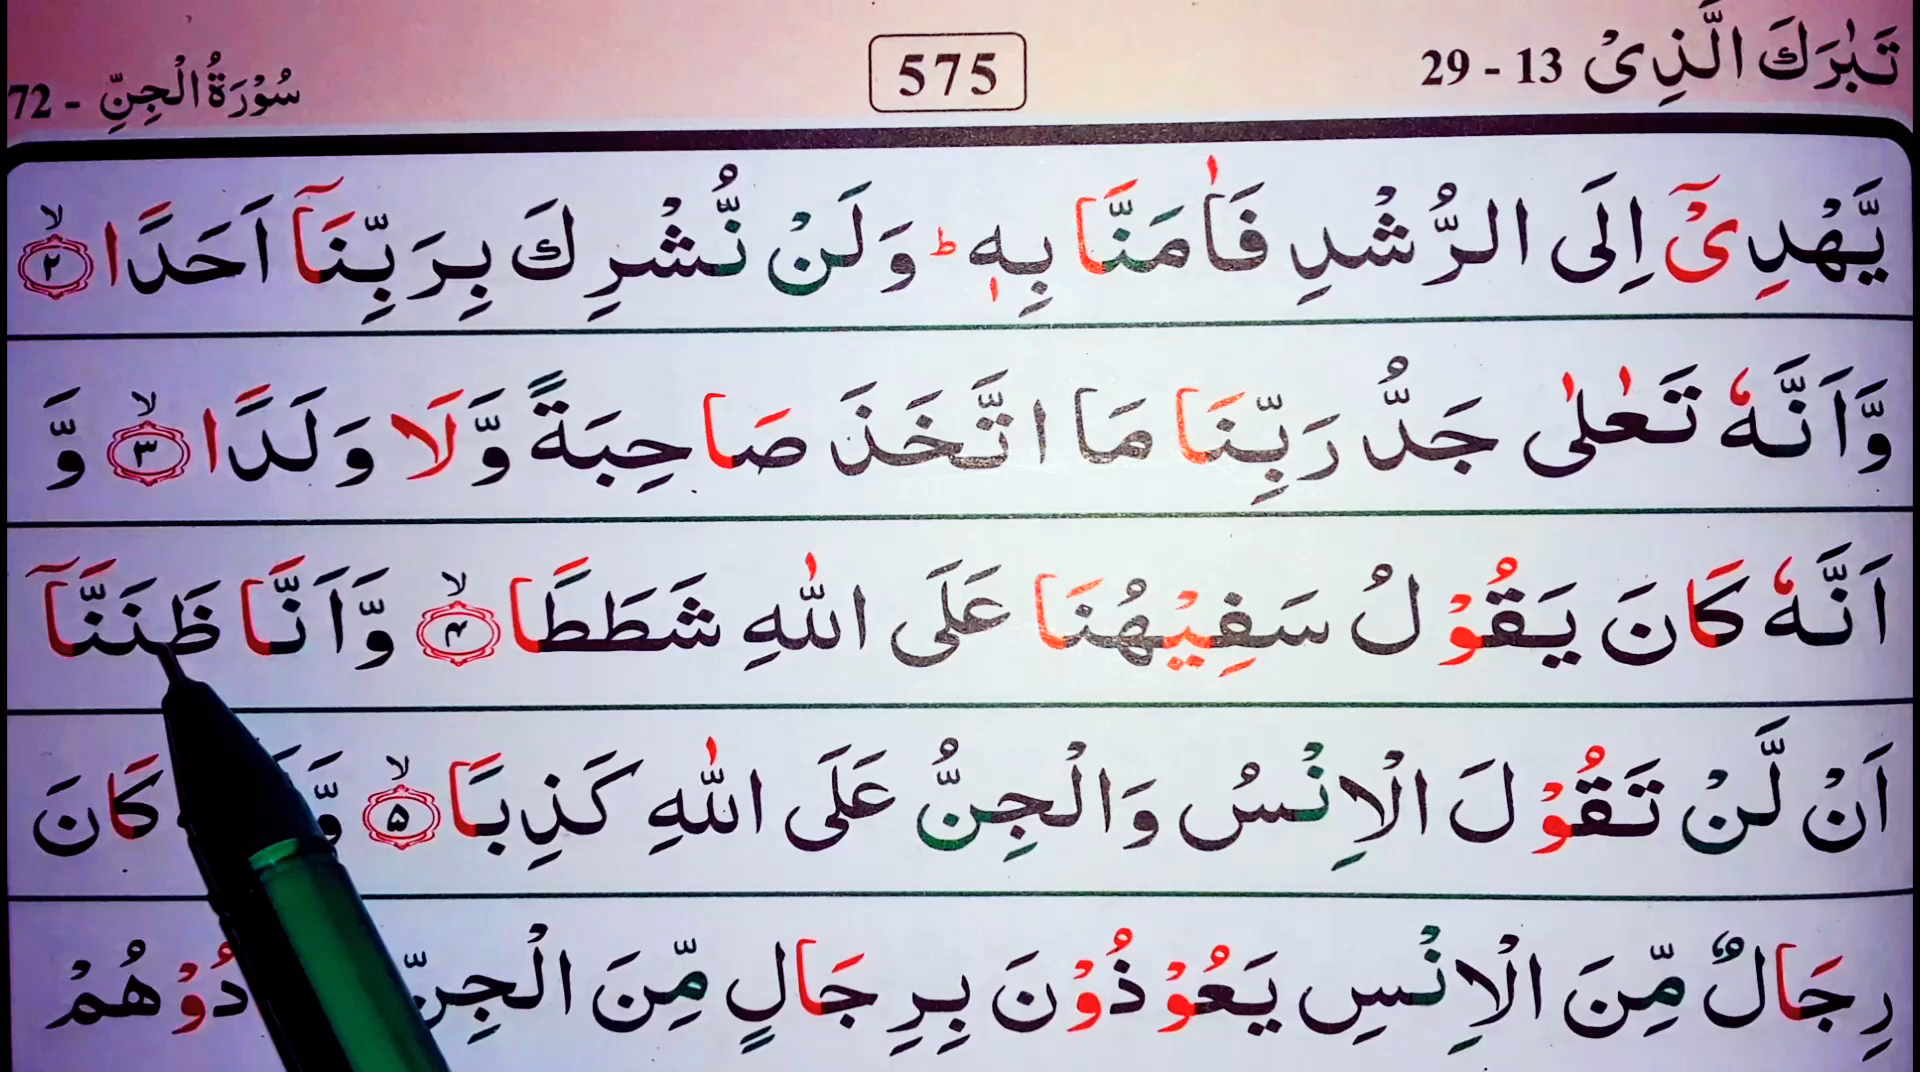 تَبٰرَكَ الَّذِیْ 13 - 29
575
سُوْرَةُ الْجِنِّ - 72
یَّهْدِیْۤ اِلَی الرُّشْدِ فَاٰمَنَّا بِهٖ ؕ وَلَنْ نُّشْرِكَ بِرَبِّنَاۤ اَحَدًا ۙ﴿۲﴾
وَّاَنَّهٗ تَعٰلٰی جَدُّ رَبِّنَا مَا اتَّخَذَ صَاحِبَةً وَّلَا وَلَدًا ۙ﴿۳﴾ وَّ
اَنَّهٗ كَانَ یَقُوْلُ سَفِیْهُنَا عَلَی اللّٰهِ شَطَطًا ۙ﴿۴﴾ وَّاَنَّا ظَنَنَّاۤ
اَنْ لَّنْ تَقُوْلَ الْاِنْسُ وَالْجِنُّ عَلَی اللّٰهِ كَذِبًا ۙ﴿۵﴾ كَانَ
رِجَالٌ مِّنَ الْاِنْسِ یَعُوْذُوْنَ بِرِجَالٍ مِّنَ الْجِنِّ دُوْهُمْ